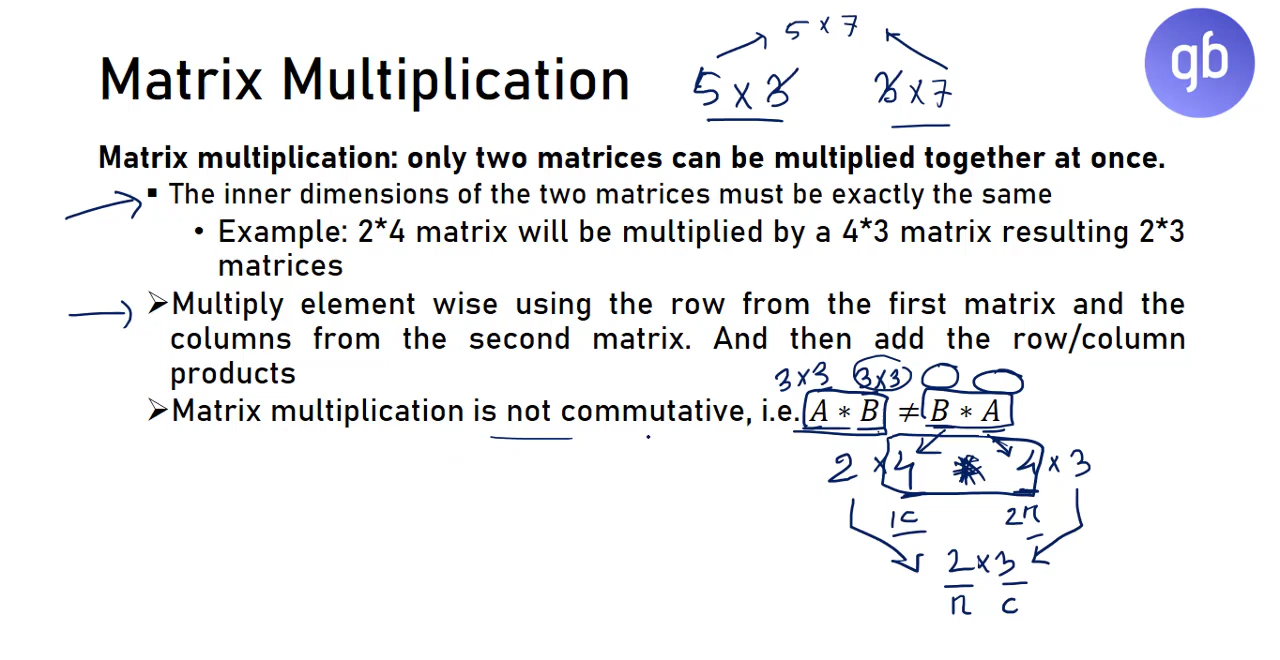 5 × 7
gb
Matrix Multiplication
5 × 3 3 × 7
Matrix multiplication: only two matrices can be multiplied together at once.
▪ The inner dimensions of the two matrices must be exactly the same
• Example: 2*4 matrix will be multiplied by a 4*3 matrix resulting 2*3
matrices
➢Multiply element wise using the row from the first matrix and the
columns from the second matrix. And then add the row/column
products
3×3 (3×3)
➢Matrix multiplication is not commutative, i.e. A * B ≠ B * A
2 × 4 * 4 × 3
1c 2r
2×3
r c